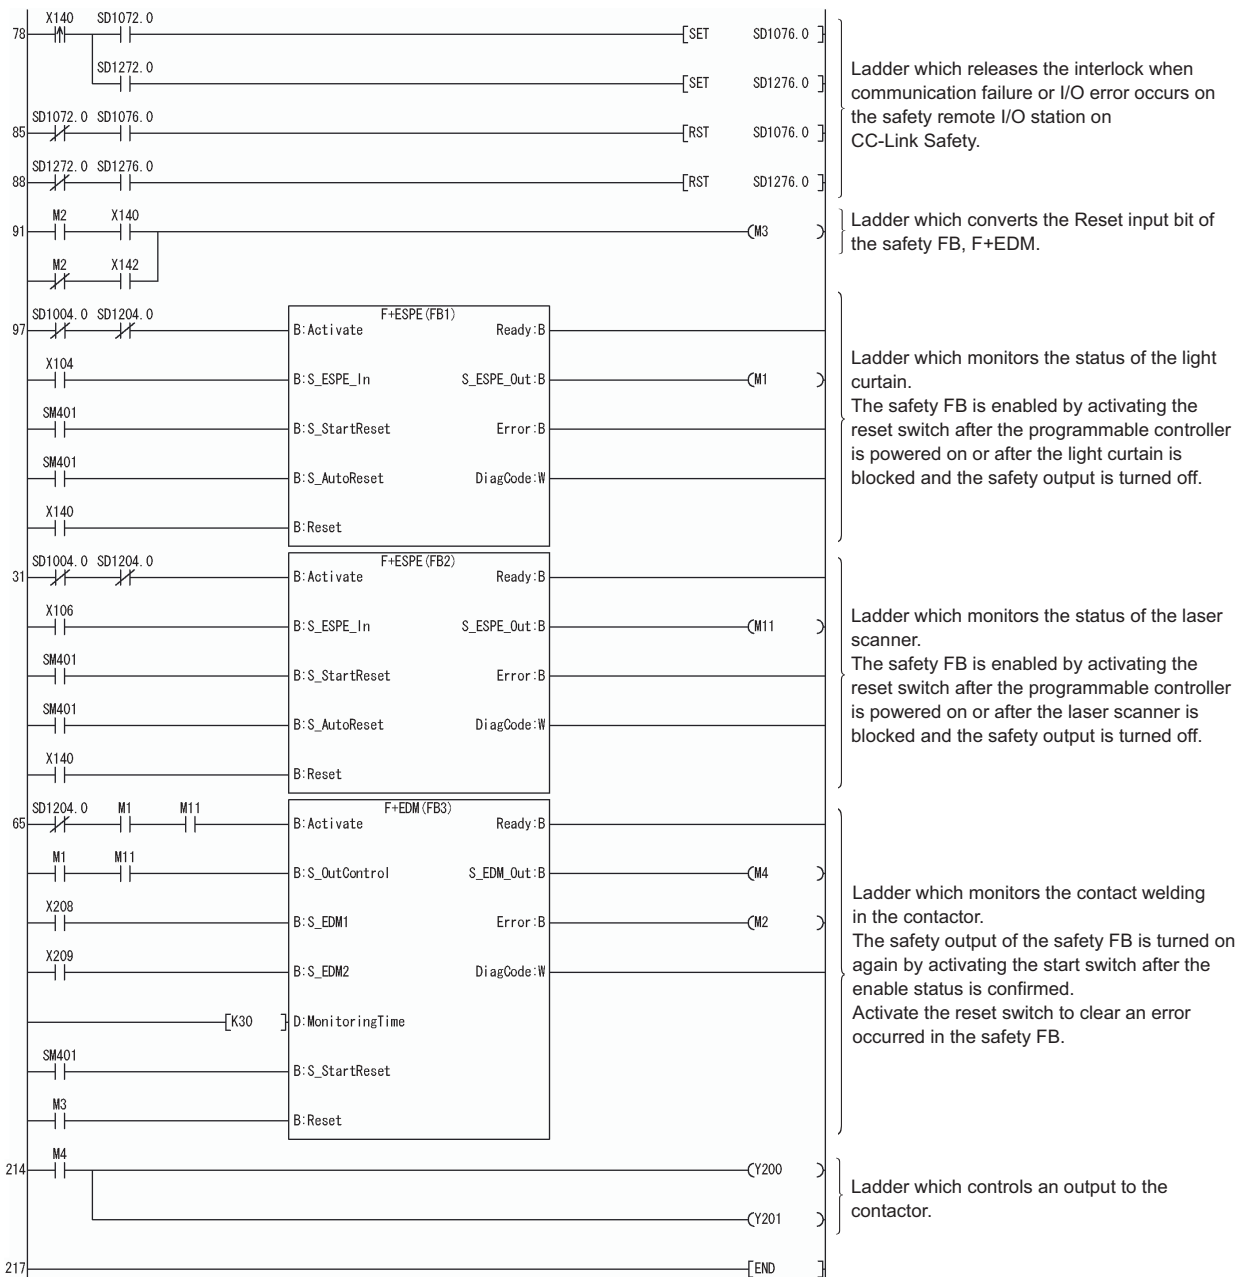 X140 SD1072.0
78 SET SD1076.0
SD1272.0
SET SD1276.0
SD1072.0 SD1076.0
85 RST SD1076.0
SD1272.0 SD1276.0
88 RST SD1276.0
Ladder which releases the interlock when
communication failure or I/O error occurs on
the safety remote I/O station on
CC-Link Safety.
M2 X140
91 M3
M2 X142
Ladder which converts the Reset input bit of
the safety FB, F+EDM.
SD1004.0 SD1204.0 F+ESPE(FB1)
97 B:Activate Ready:B
X104
B:S_ESPE_In S_ESPE_Out:B M1
SM401
B:S_StartReset Error:B
SM401
B:S_AutoReset DiagCode:W
X140
B:Reset
Ladder which monitors the status of the light
curtain.
The safety FB is enabled by activating the
reset switch after the programmable controller
is powered on or after the light curtain is
blocked and the safety output is turned off.
SD1004.0 SD1204.0 F+ESPE(FB2)
31 B:Activate Ready:B
X106
B:S_ESPE_In S_ESPE_Out:B M11
SM401
B:S_StartReset Error:B
SM401
B:S_AutoReset DiagCode:W
X140
B:Reset
Ladder which monitors the status of the laser
scanner.
The safety FB is enabled by activating the
reset switch after the programmable controller
is powered on or after the laser scanner is
blocked and the safety output is turned off.
SD1204.0 M1 M11 F+EDM(FB3)
65 B:Activate Ready:B
M1 M11
B:S_OutControl S_EDM_Out:B M4
X208
B:S_EDM1 Error:B M2
X209
B:S_EDM2 DiagCode:W
K30 D:MonitoringTime
SM401
B:S_StartReset
M3
B:Reset
Ladder which monitors the contact welding
in the contactor.
The safety output of the safety FB is turned on
again by activating the start switch after the
enable status is confirmed.
Activate the reset switch to clear an error
occurred in the safety FB.
M4
214 Y200
Y201
Ladder which controls an output to the
contactor.
217 END